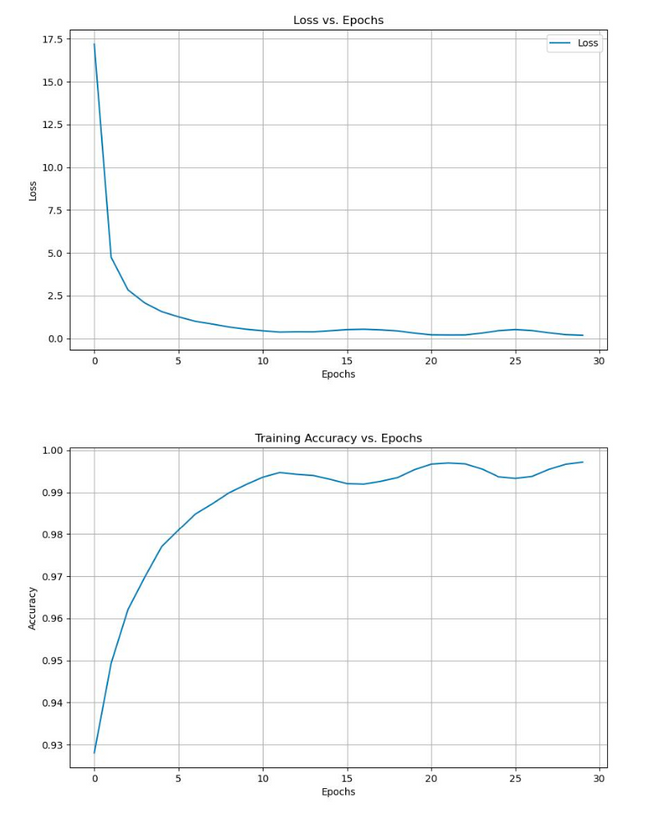 Loss vs. Epochs
Loss
17.5
15.0
12.5
10.0
7.5
5.0
2.5
0.0
Loss
0 5 10 15 20 25 30
Epochs
Training Accuracy vs. Epochs
1.00
0.99
0.98
0.97
0.96
0.95
0.94
0.93
Accuracy
0 5 10 15 20 25 30
Epochs